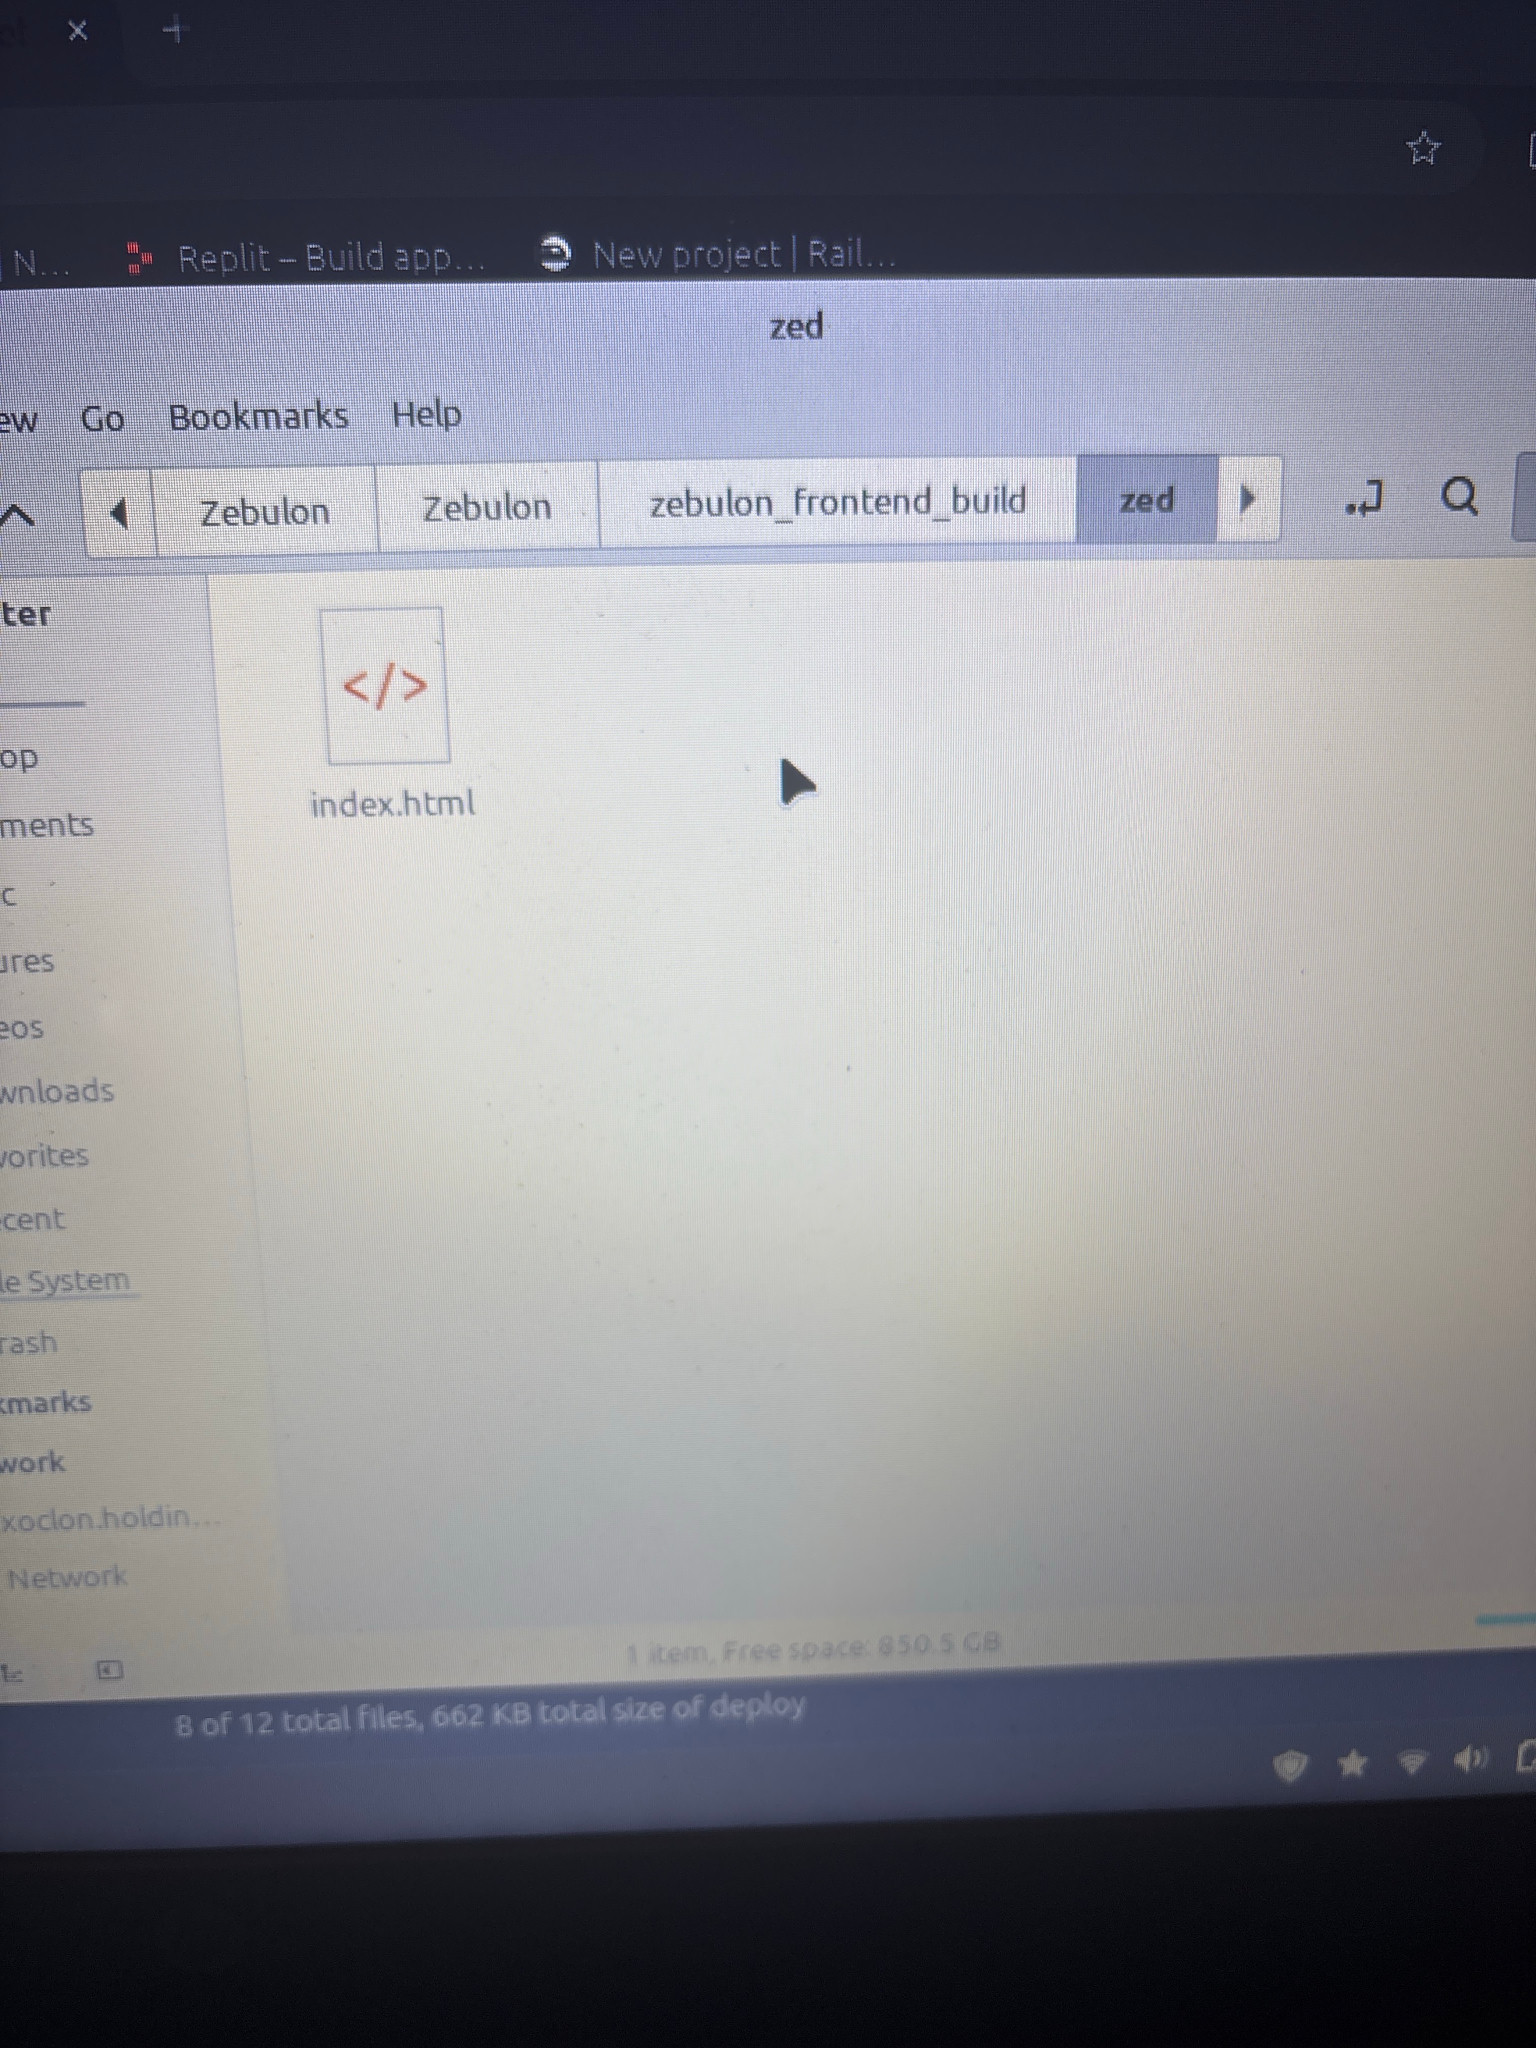 N...
Replit – Build app...
New project | Rail...
zed
ew Go Bookmarks Help
Zebulon Zebulon zebulon_frontend_build zed
ter
op
index.html
ments
c
ures
eos
wnloads
vorites
cent
le System
rash
kmarks
work
xoclon.holdin...
Network
1 item, Free space: 850.5 GB
8 of 12 total files, 662 KB total size of deploy